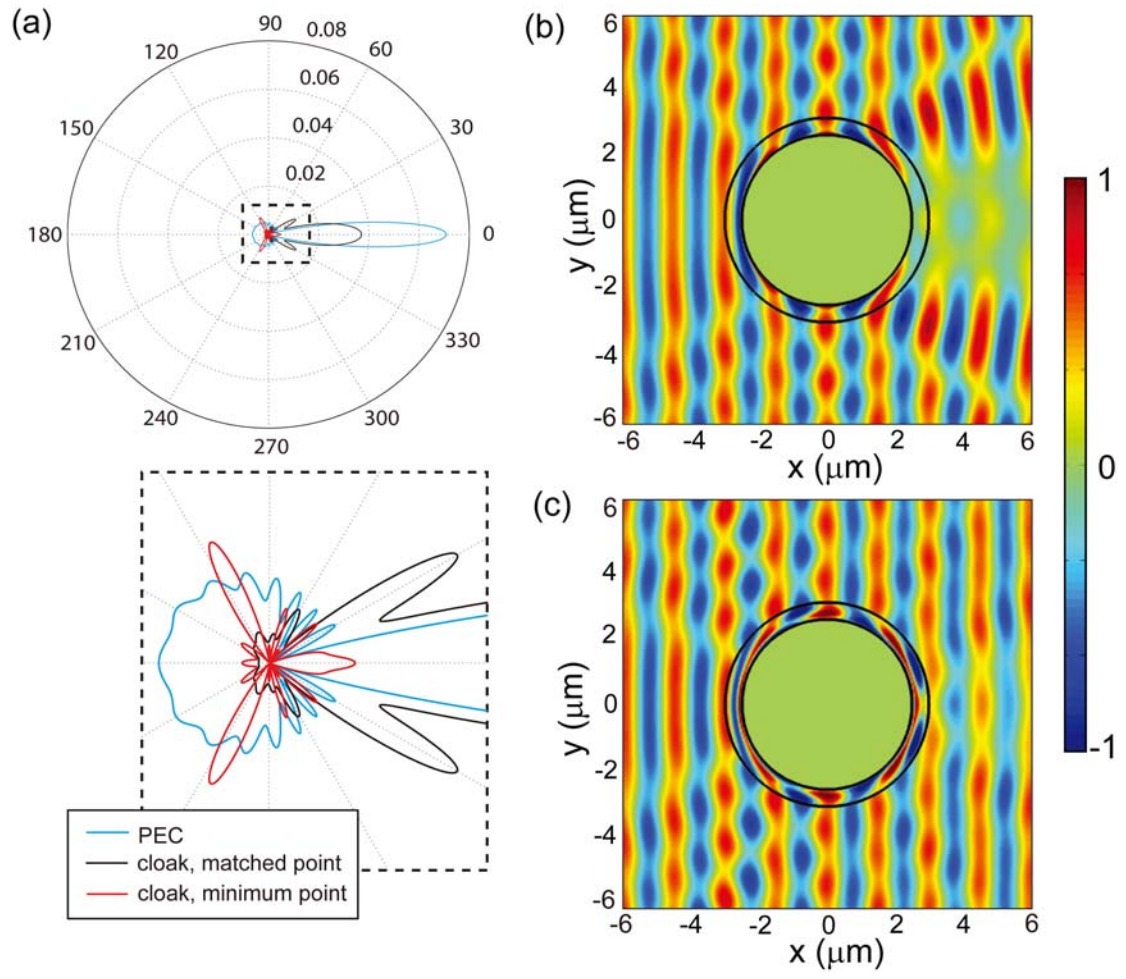 (a)
90
0.08
120
60
0.06
0.04
150
30
0.02
180
0
210
330
240
300
270
PEC
cloak, matched point
cloak, minimum point
(b)
6
4
2
0
-2
-4
-6
y (μm)
-6 -4 -2 0 2 4 6
x (μm)
(c)
6
4
2
0
-2
-4
-6
y (μm)
-6 -4 -2 0 2 4 6
x (μm)
1
0
-1